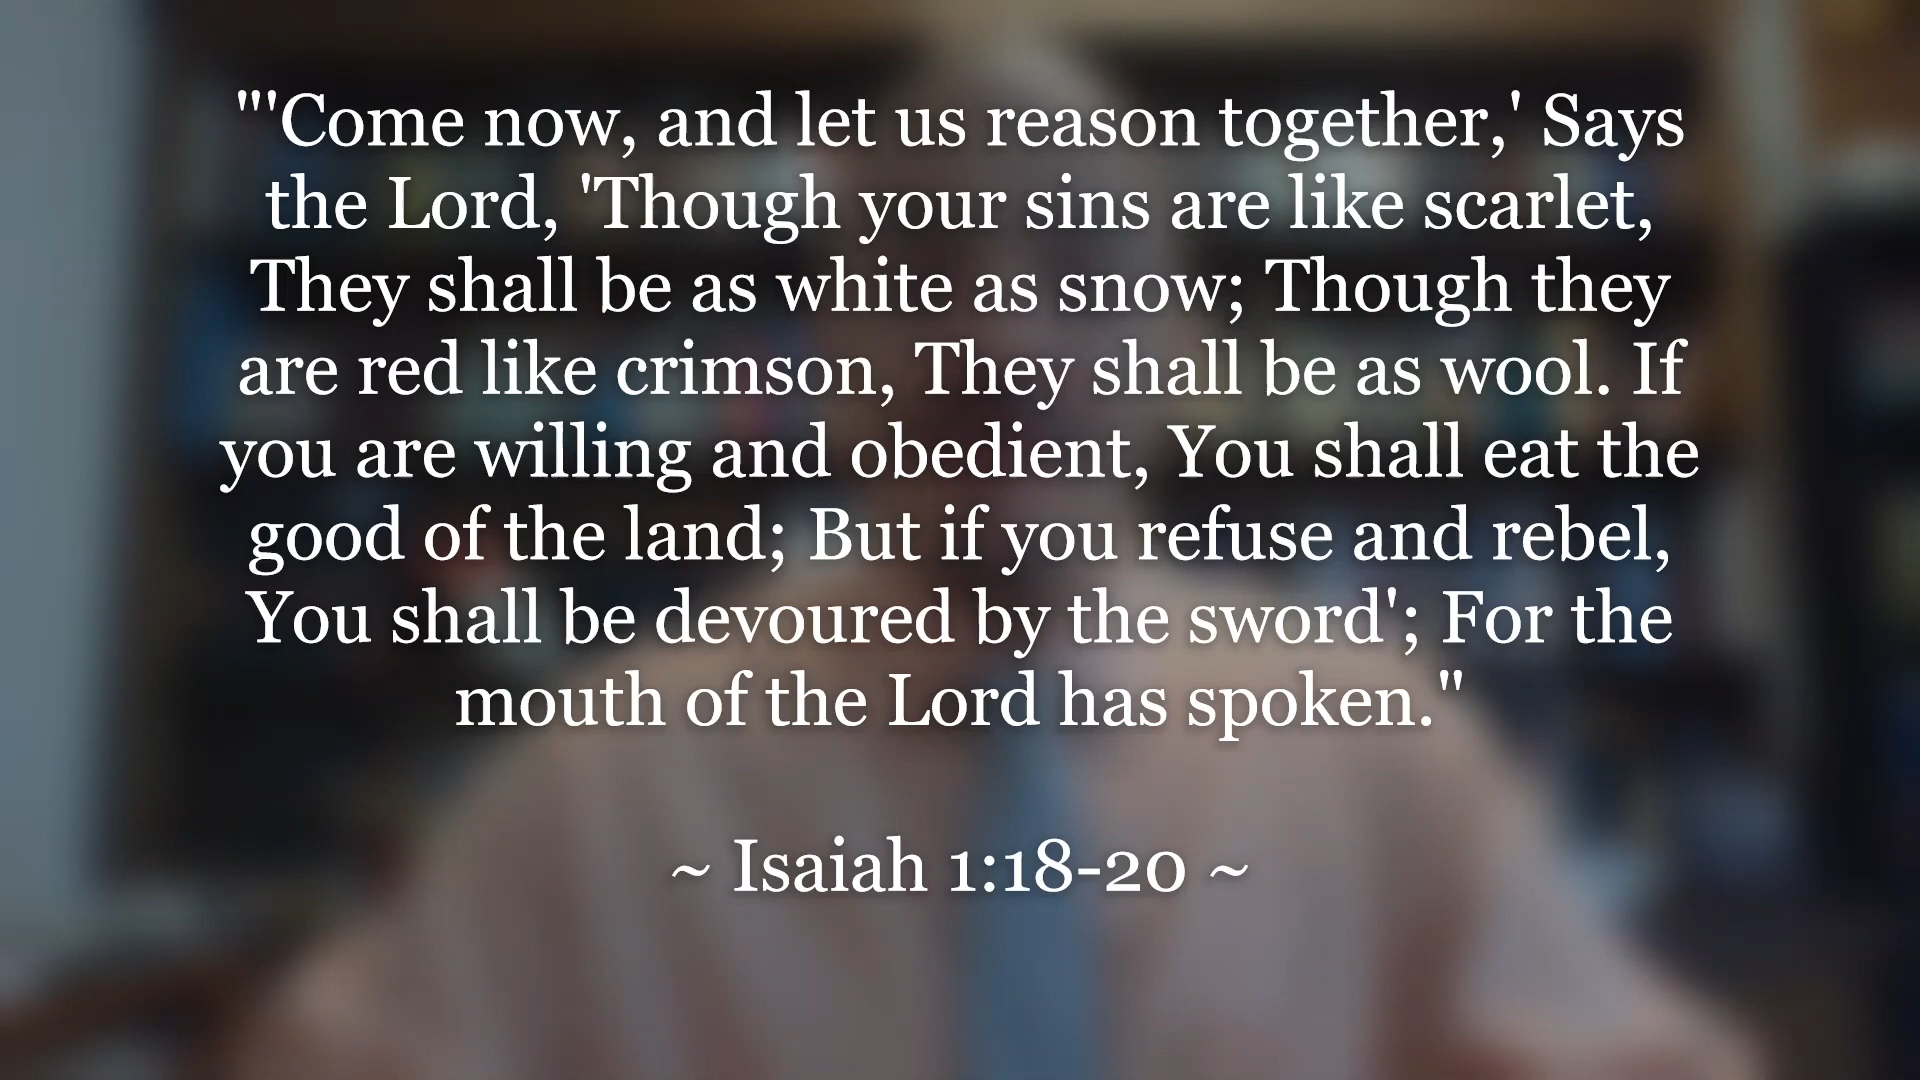 "'Come now, and let us reason together,' Says
the Lord, 'Though your sins are like scarlet,
They shall be as white as snow; Though they
are red like crimson, They shall be as wool. If
you are willing and obedient, You shall eat the
good of the land; But if you refuse and rebel,
You shall be devoured by the sword'; For the
mouth of the Lord has spoken."
~ Isaiah 1:18-20 ~